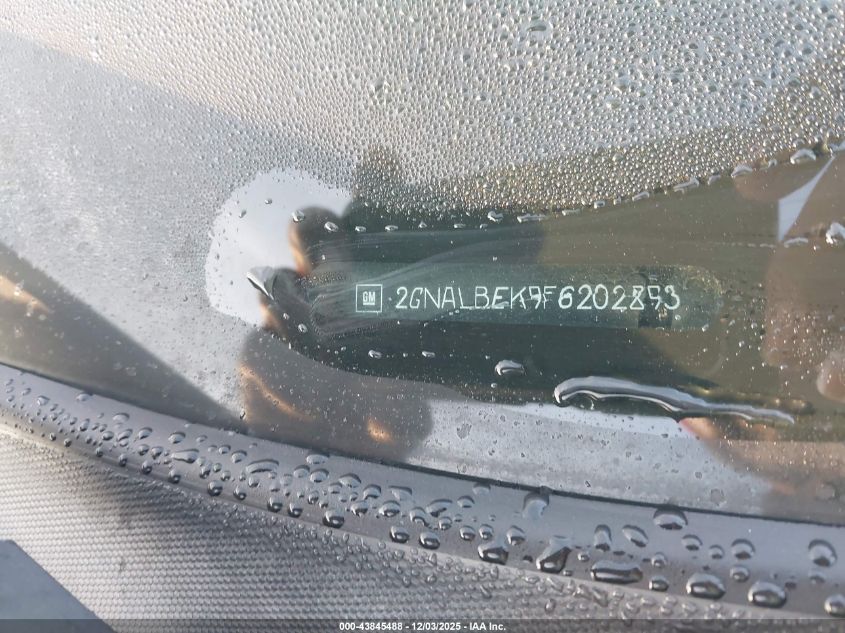 GM 2GNALBEK9F6202893
000-43845488 - 12/03/2025 - IAA Inc.